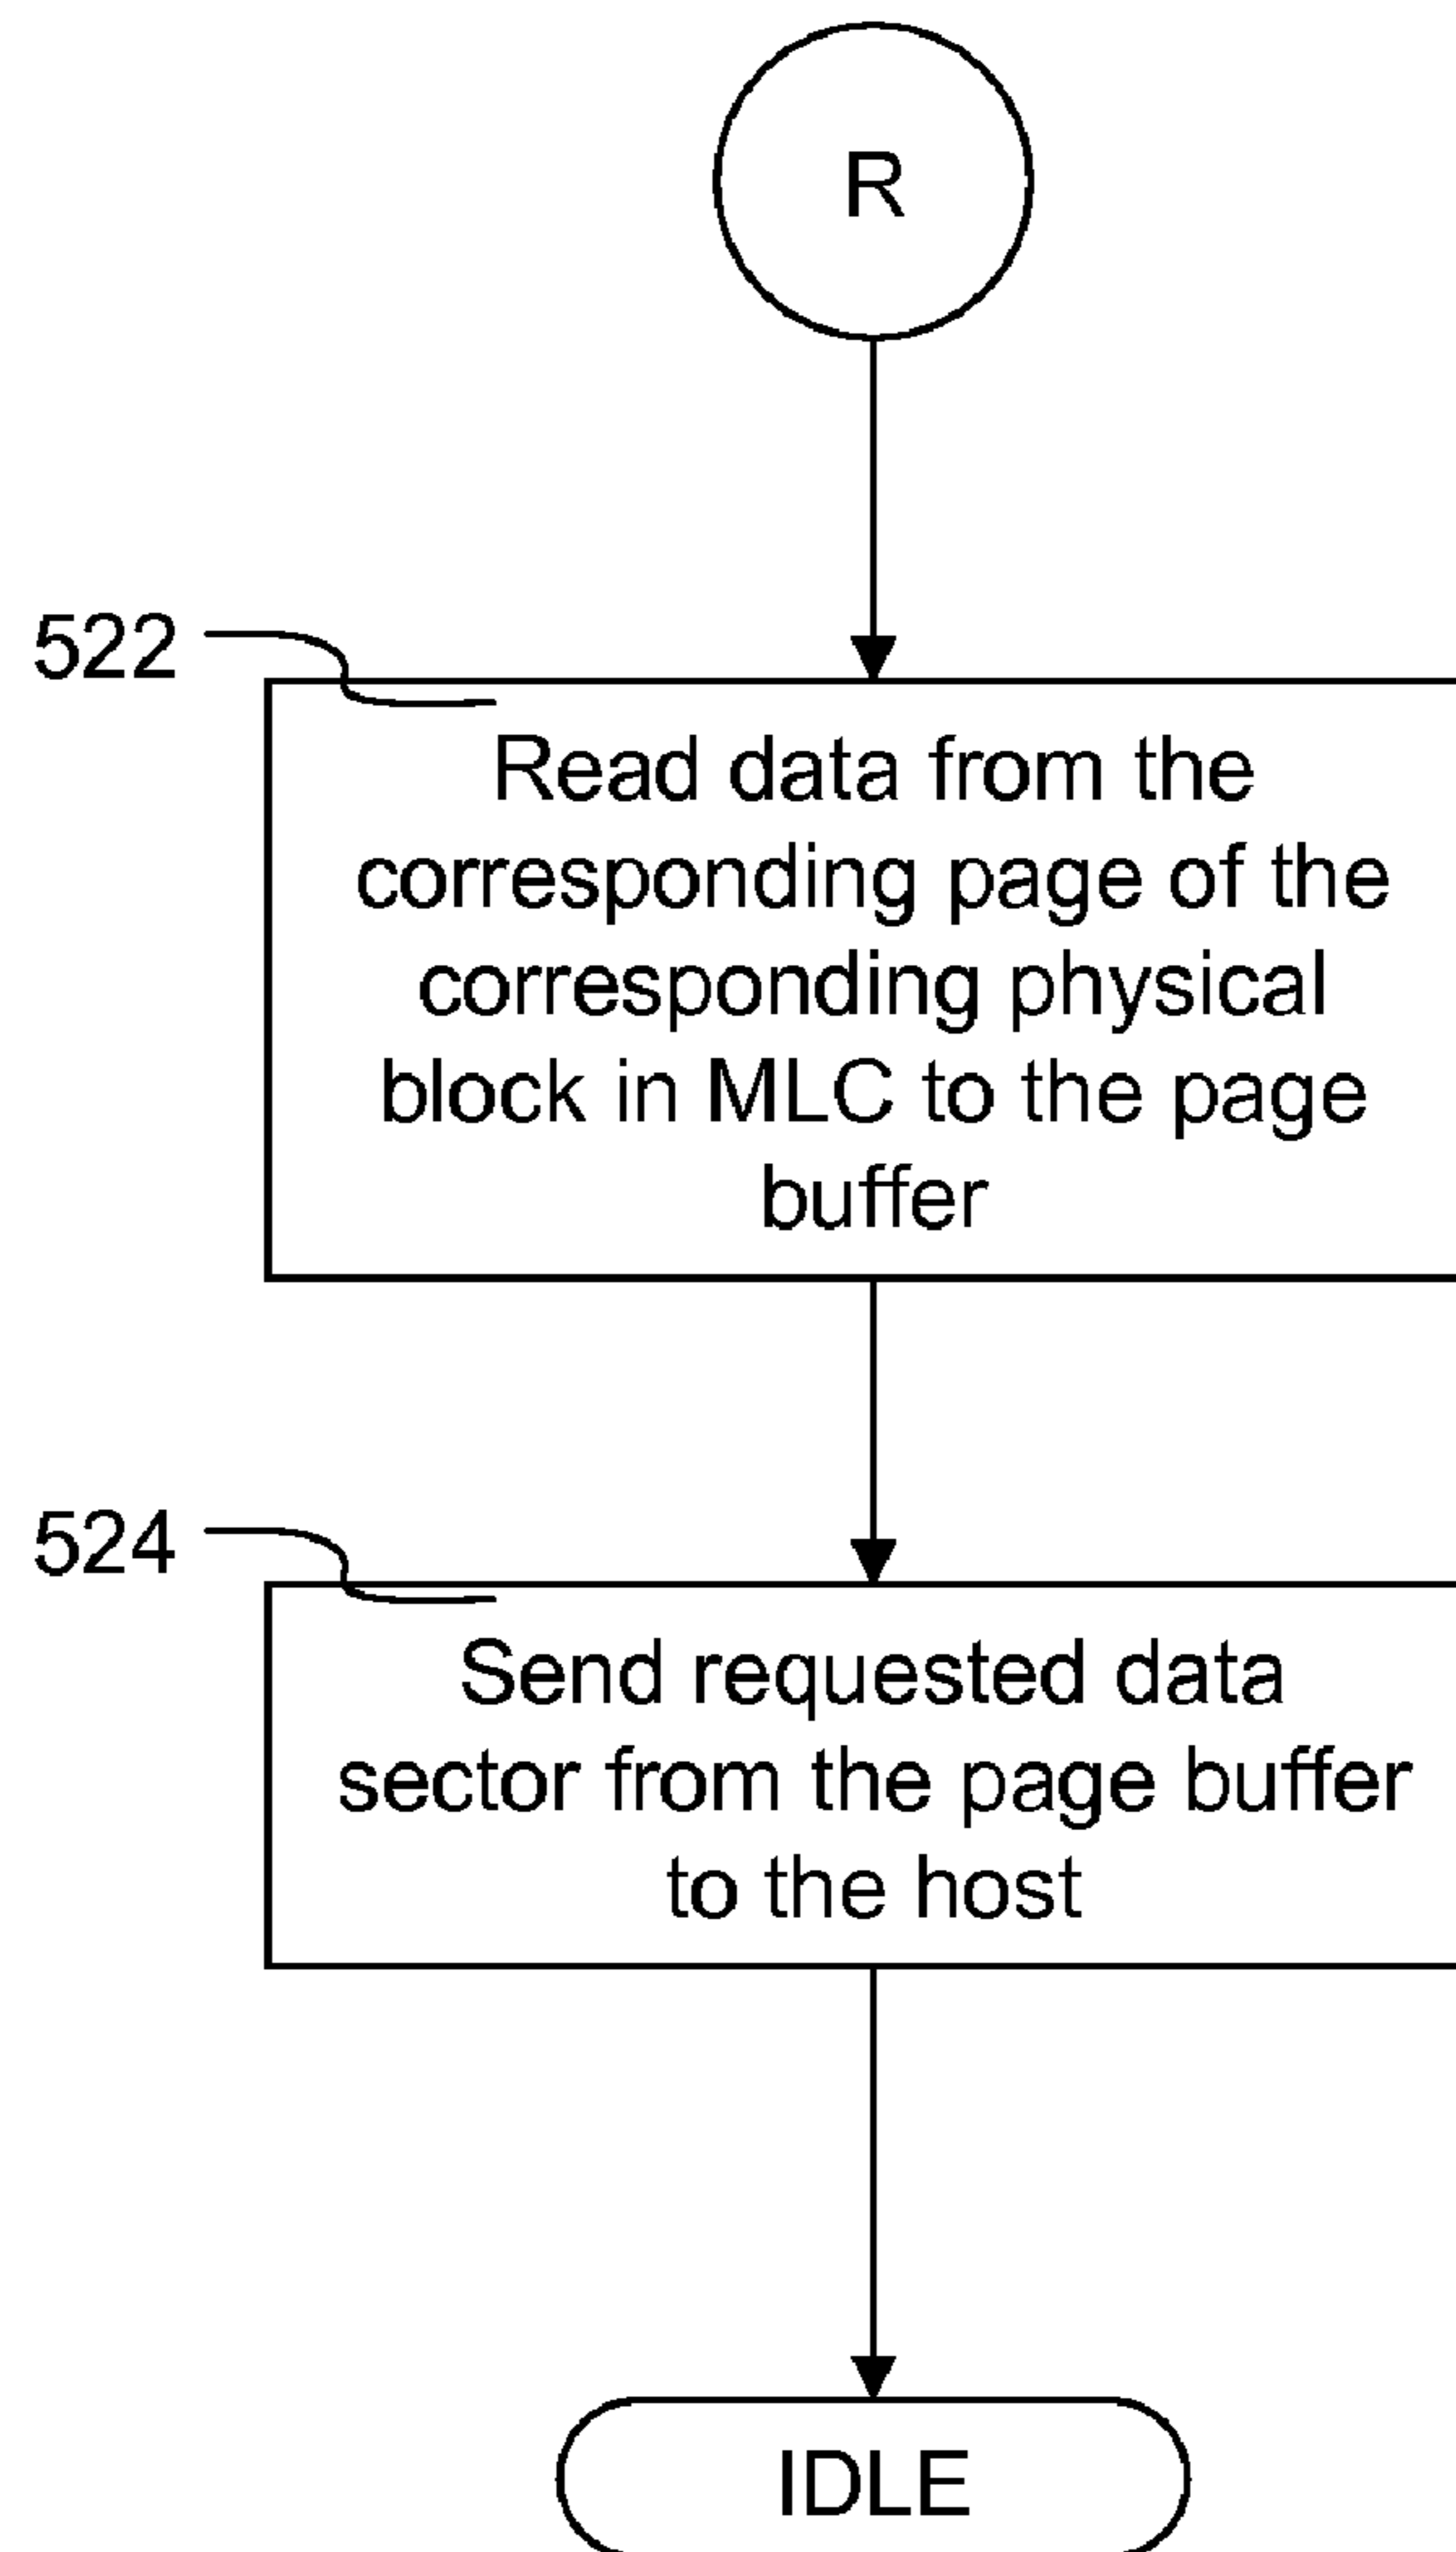 R
522
Read data from the
corresponding page of the
corresponding physical
block in MLC to the page
buffer
524
Send requested data
sector from the page buffer
to the host
IDLE